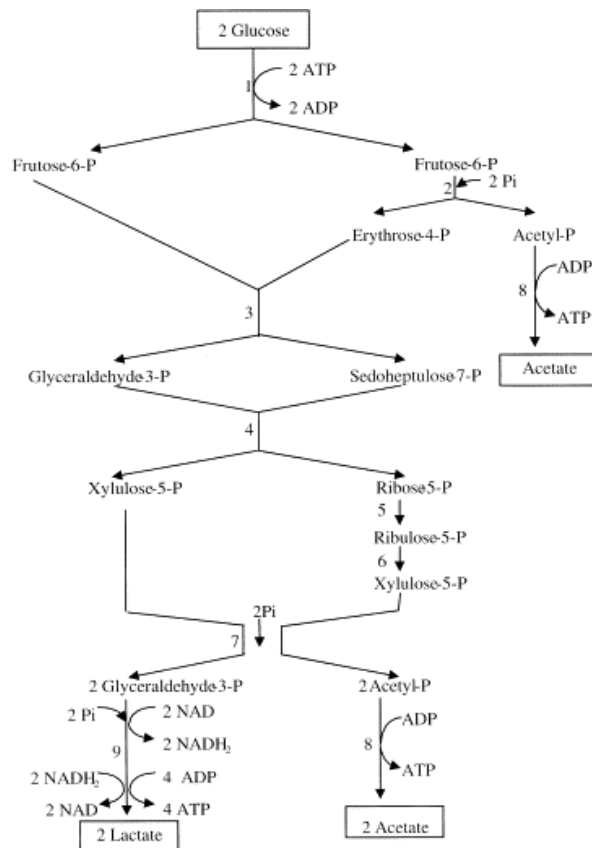 2 Glucose
2 ATP
1
2 ADP
Frutose-6-P
Frutose-6-P
2
2 Pi
Erythrose-4-P
Acetyl-P
ADP
8
ATP
3
Acetate
Glyceraldehyde-3-P
Sedoheptulose-7-P
4
Xylulose-5-P
Ribose-5-P
5
Ribulose-5-P
6
Xylulose-5-P
2Pi
7
2 Glyceraldehyde-3-P
2 Acetyl-P
2 Pi
2 NAD
ADP
9
2 NADH2
8
ATP
2 NADH2
4 ADP
2 NAD
4 ATP
2 Lactate
2 Acetate